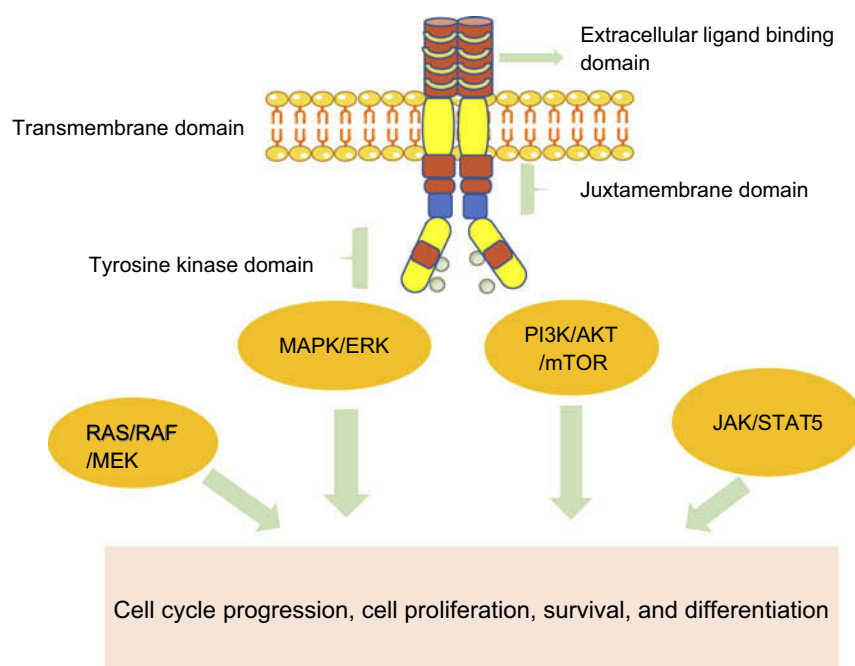 Extracellular ligand binding
domain
Transmembrane domain
Juxtamembrane domain
Tyrosine kinase domain
MAPK/ERK
PI3K/AKT
/mTOR
RAS/RAF
/MEK
JAK/STAT5
Cell cycle progression, cell proliferation, survival, and differentiation